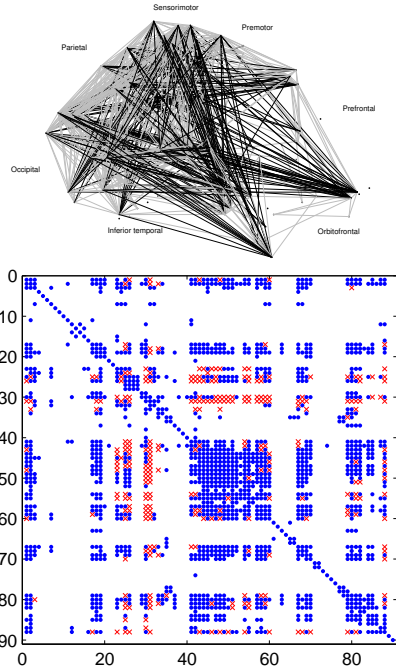 Sensorimotor
Premotor
Parietal
Prefrontal
Occipital
Inferior temporal
Orbitofrontal
0
10
20
30
40
50
60
70
80
90
0 20 40 60 80